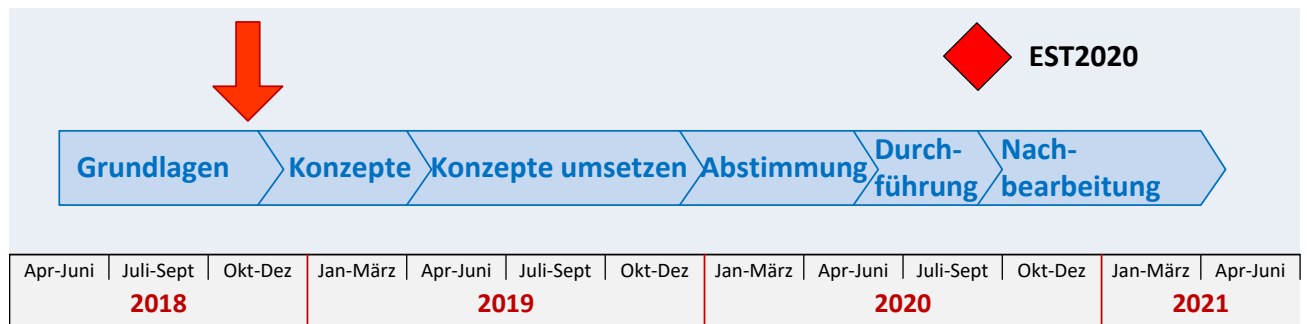 EST2020
Grundlagen
Konzepte
Konzepte umsetzen
Abstimmung
Durch-
führung
Nach-
bearbeitung
Apr-Juni Juli-Sept Okt-Dez Jan-März Apr-Juni Juli-Sept Okt-Dez Jan-März Apr-Juni Juli-Sept Okt-Dez Jan-März Apr-Juni
2018 2019 2020 2021